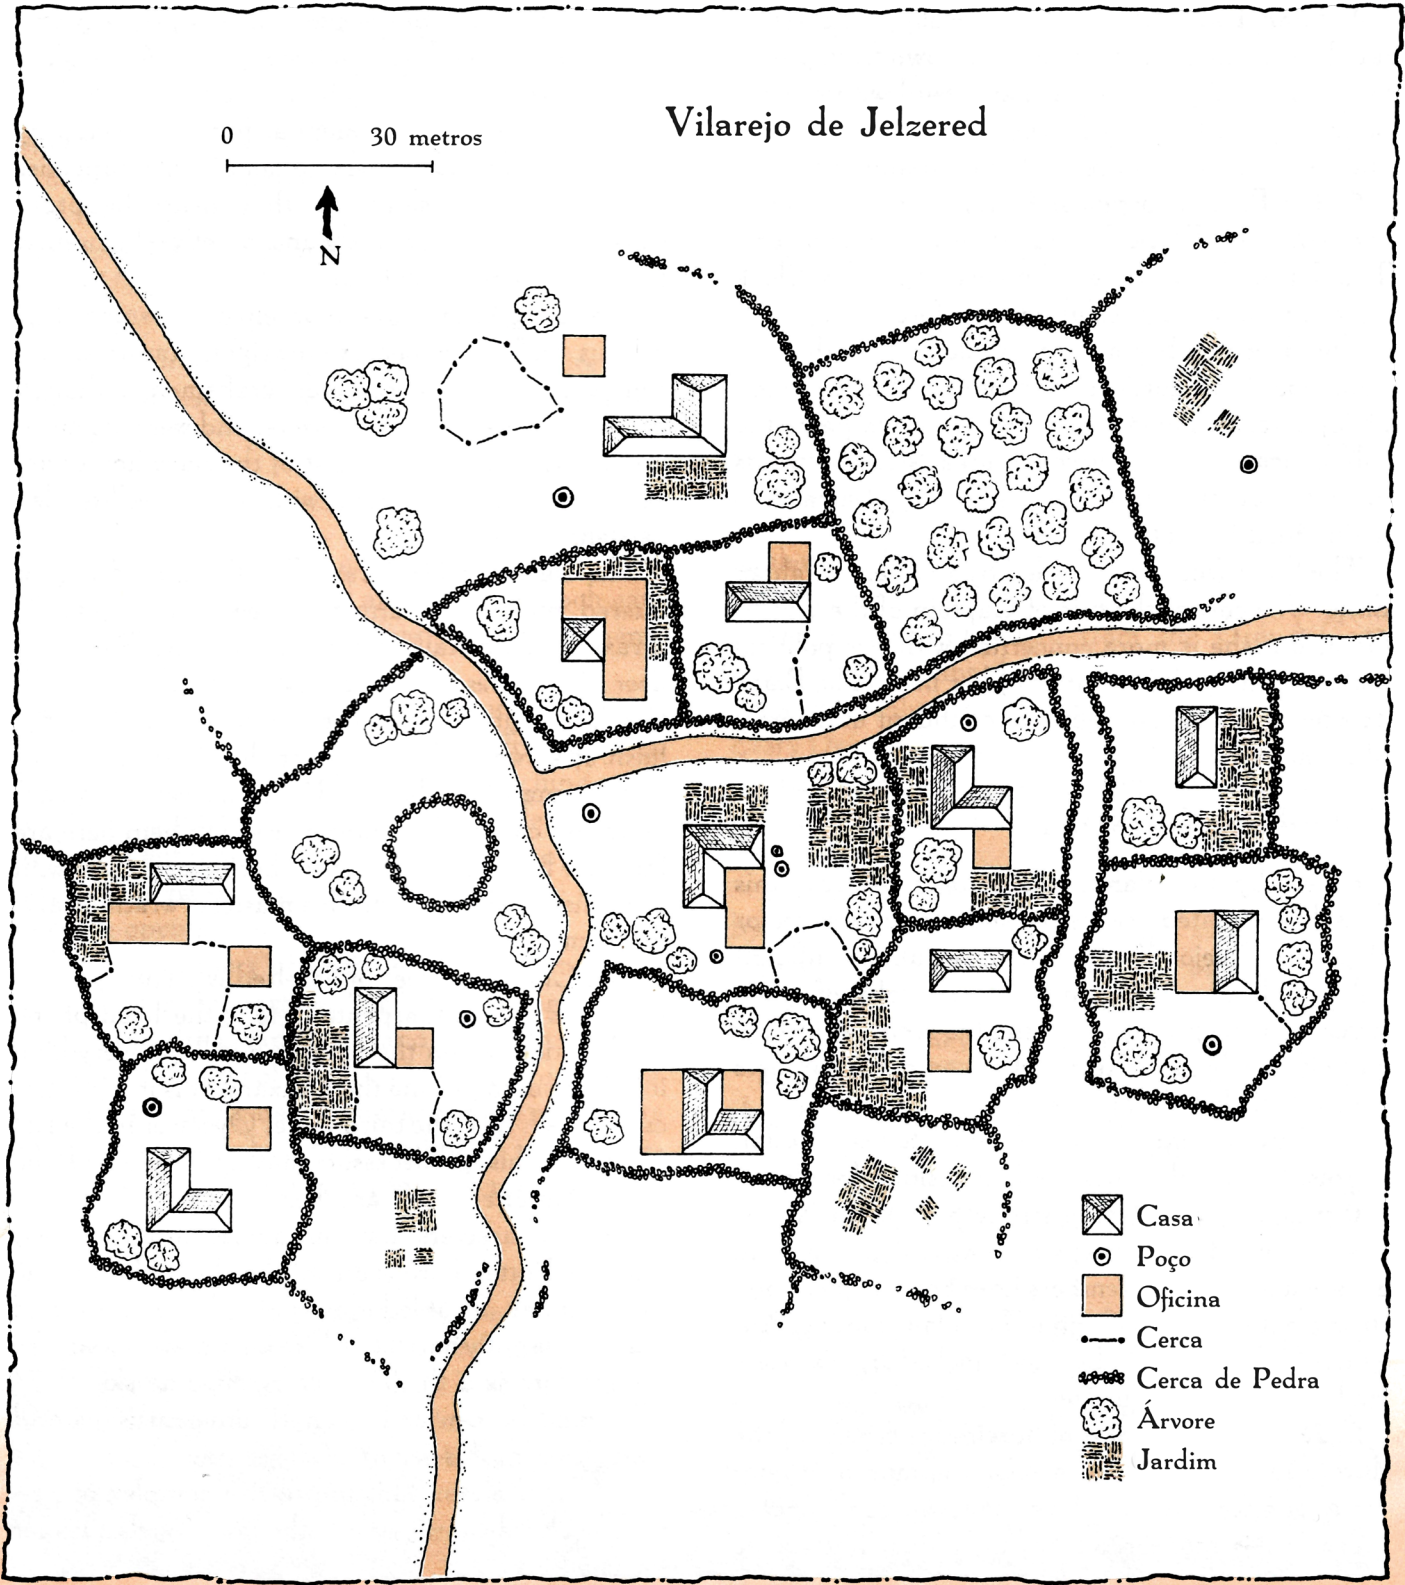 Vilarejo de Jelzered
0 30 metros
N
Casa
Poço
Oficina
Cerca
Cerca de Pedra
Árvore
Jardim